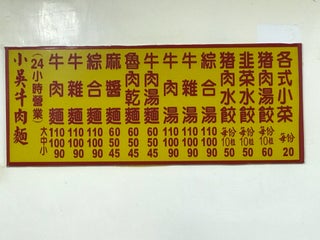 小吳牛肉麵
(24小時營業) 大中小
牛肉麵 110 100 90
牛雜麵 110 100 90
綜合麵 110 100 90
麻醬麵 60 50 45
魯肉乾麵 60 50 45
牛肉湯麵 60 50 45
牛肉湯 110 100 90
牛雜湯 110 100 90
綜合湯 110 100 90
猪肉水餃 每份10粒 50
韭菜水餃 每份10粒 50
猪肉湯餃 每份10粒 60
各式小菜 每份 20